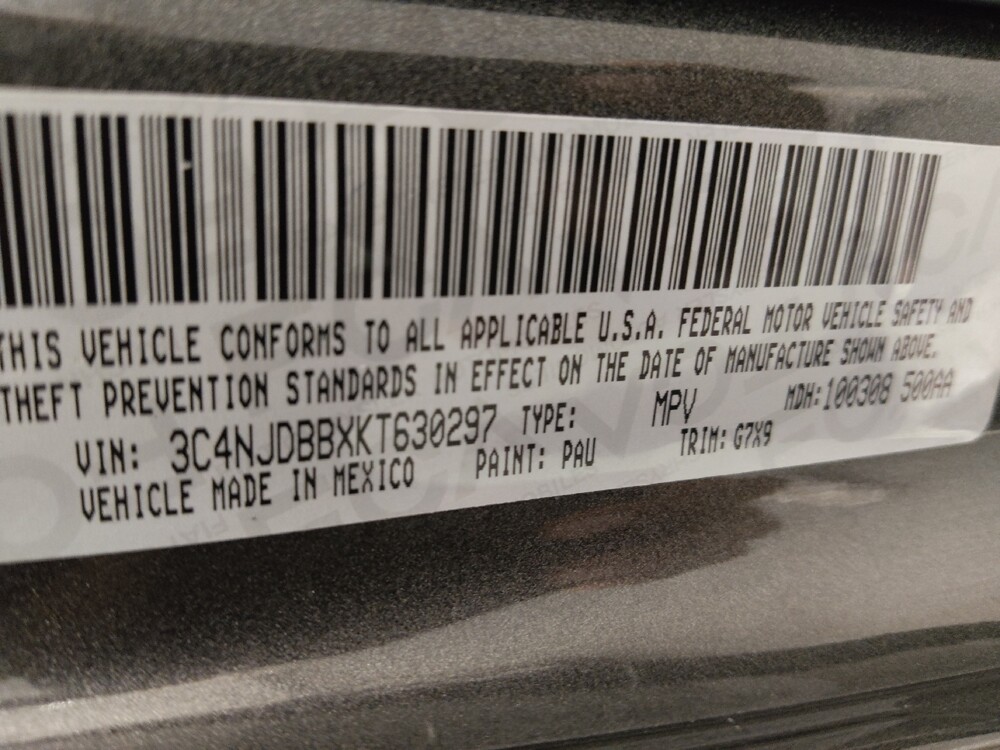 THIS VEHICLE CONFORMS TO ALL APPLICABLE U.S.A. FEDERAL MOTOR VEHICLE SAFETY AND
THEFT PREVENTION STANDARDS IN EFFECT ON THE DATE OF MANUFACTURE SHOWN ABOVE.
VIN: 3C4NJDBBXKT630297 TYPE: MPV MDH:100308 500AA
VEHICLE MADE IN MEXICO PAINT: PAU TRIM: G7X9